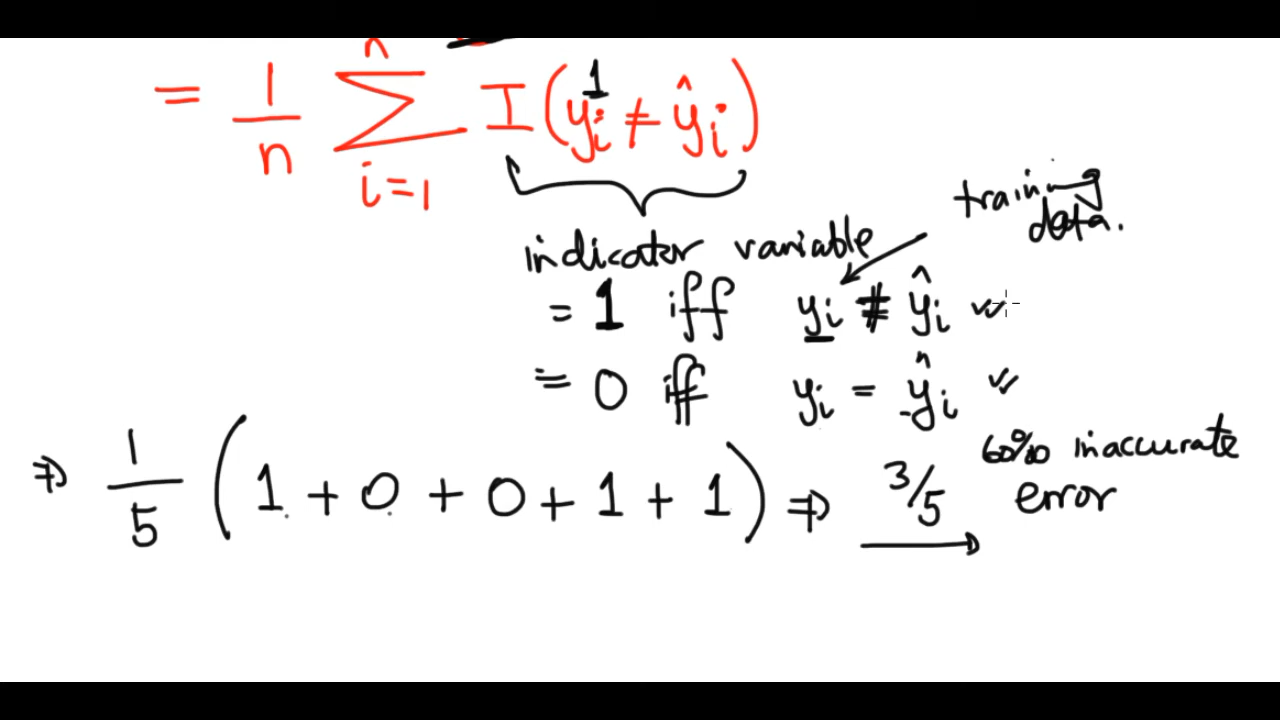 = 1/n Σ_{i=1}^{n} I(y_i ≠ ŷ_i)
1
training
data.
indicator variable
= 1 iff y_i ≠ ŷ_i ✓✓
= 0 iff y_i = ŷ_i ✓✓
60% inaccurate
⇒ 1/5 (1 + 0 + 0 + 1 + 1) ⇒ 3/5 error